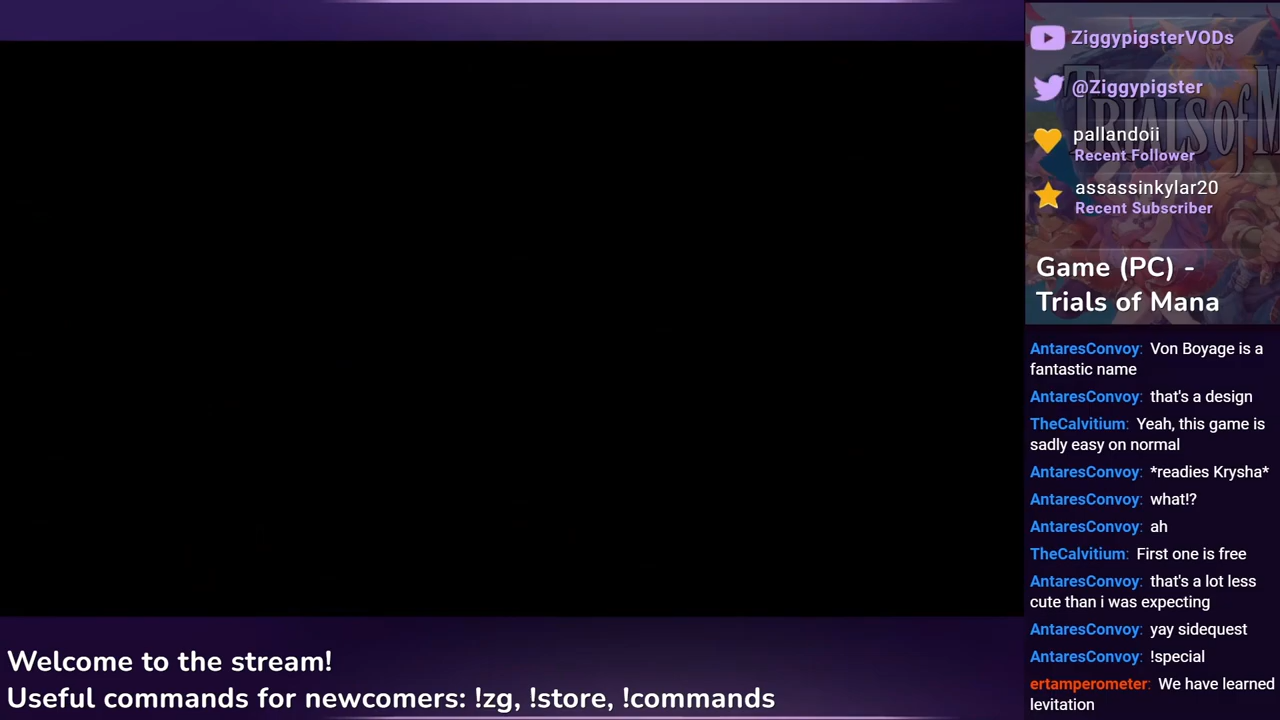 ZiggypigsterVODs
@Ziggypigster
pallandoii
Recent Follower
assassinkylar20
Recent Subscriber
TRIALS of M
Game (PC) -
Trials of Mana
AntaresConvoy: Von Boyage is a
fantastic name
AntaresConvoy: that's a design
TheCalvitium: Yeah, this game is
sadly easy on normal
AntaresConvoy: *readies Krysha*
AntaresConvoy: what!?
AntaresConvoy: ah
TheCalvitium: First one is free
AntaresConvoy: that's a lot less
cute than i was expecting
AntaresConvoy: yay sidequest
AntaresConvoy: !special
ertamperometer: We have learned
levitation
Welcome to the stream!
Useful commands for newcomers: !zg, !store, !commands